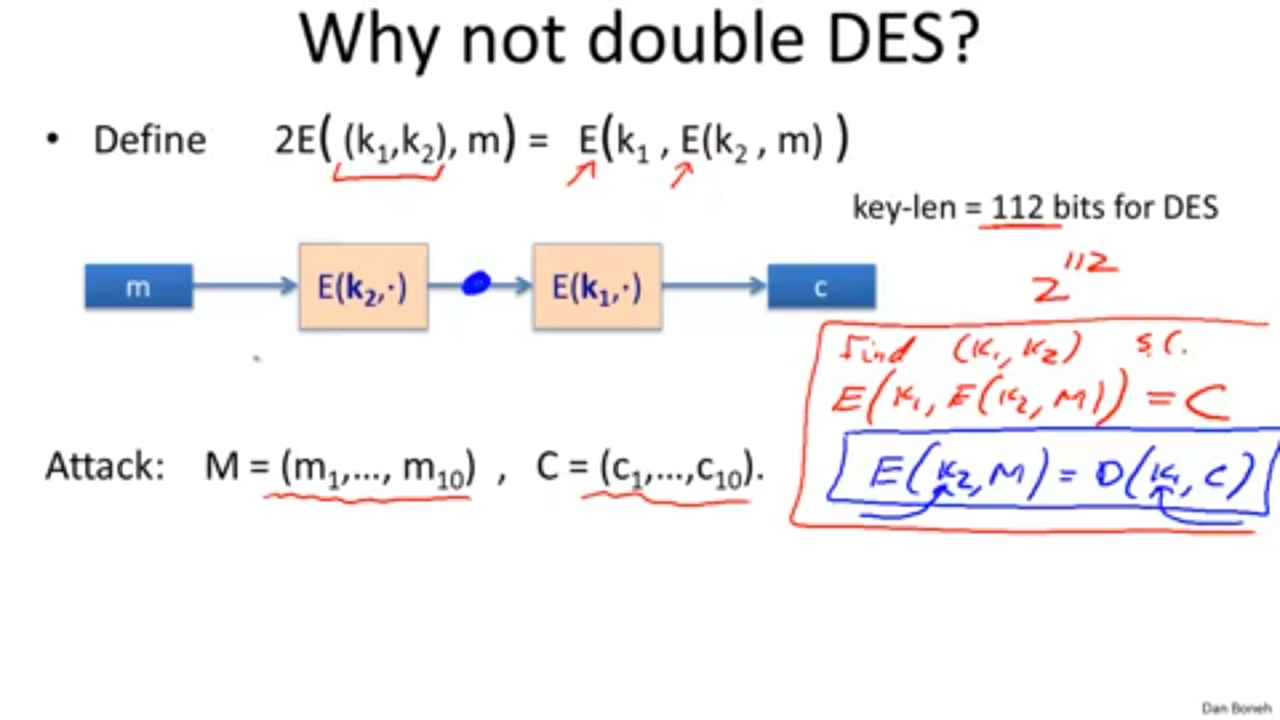 Why not double DES?
• Define 2E( (k₁,k₂), m) = E(k₁ , E(k₂ , m) )
key-len = 112 bits for DES
m E(k₂,·) E(k₁,·) c
2¹¹²
find (k₁, k₂) s.t.
E(k₁, E(k₂, M)) = C
E(k₂, M) = D(k₁, C)
Attack: M = (m₁,..., m₁₀) , C = (c₁,...,c₁₀).
Dan Boneh